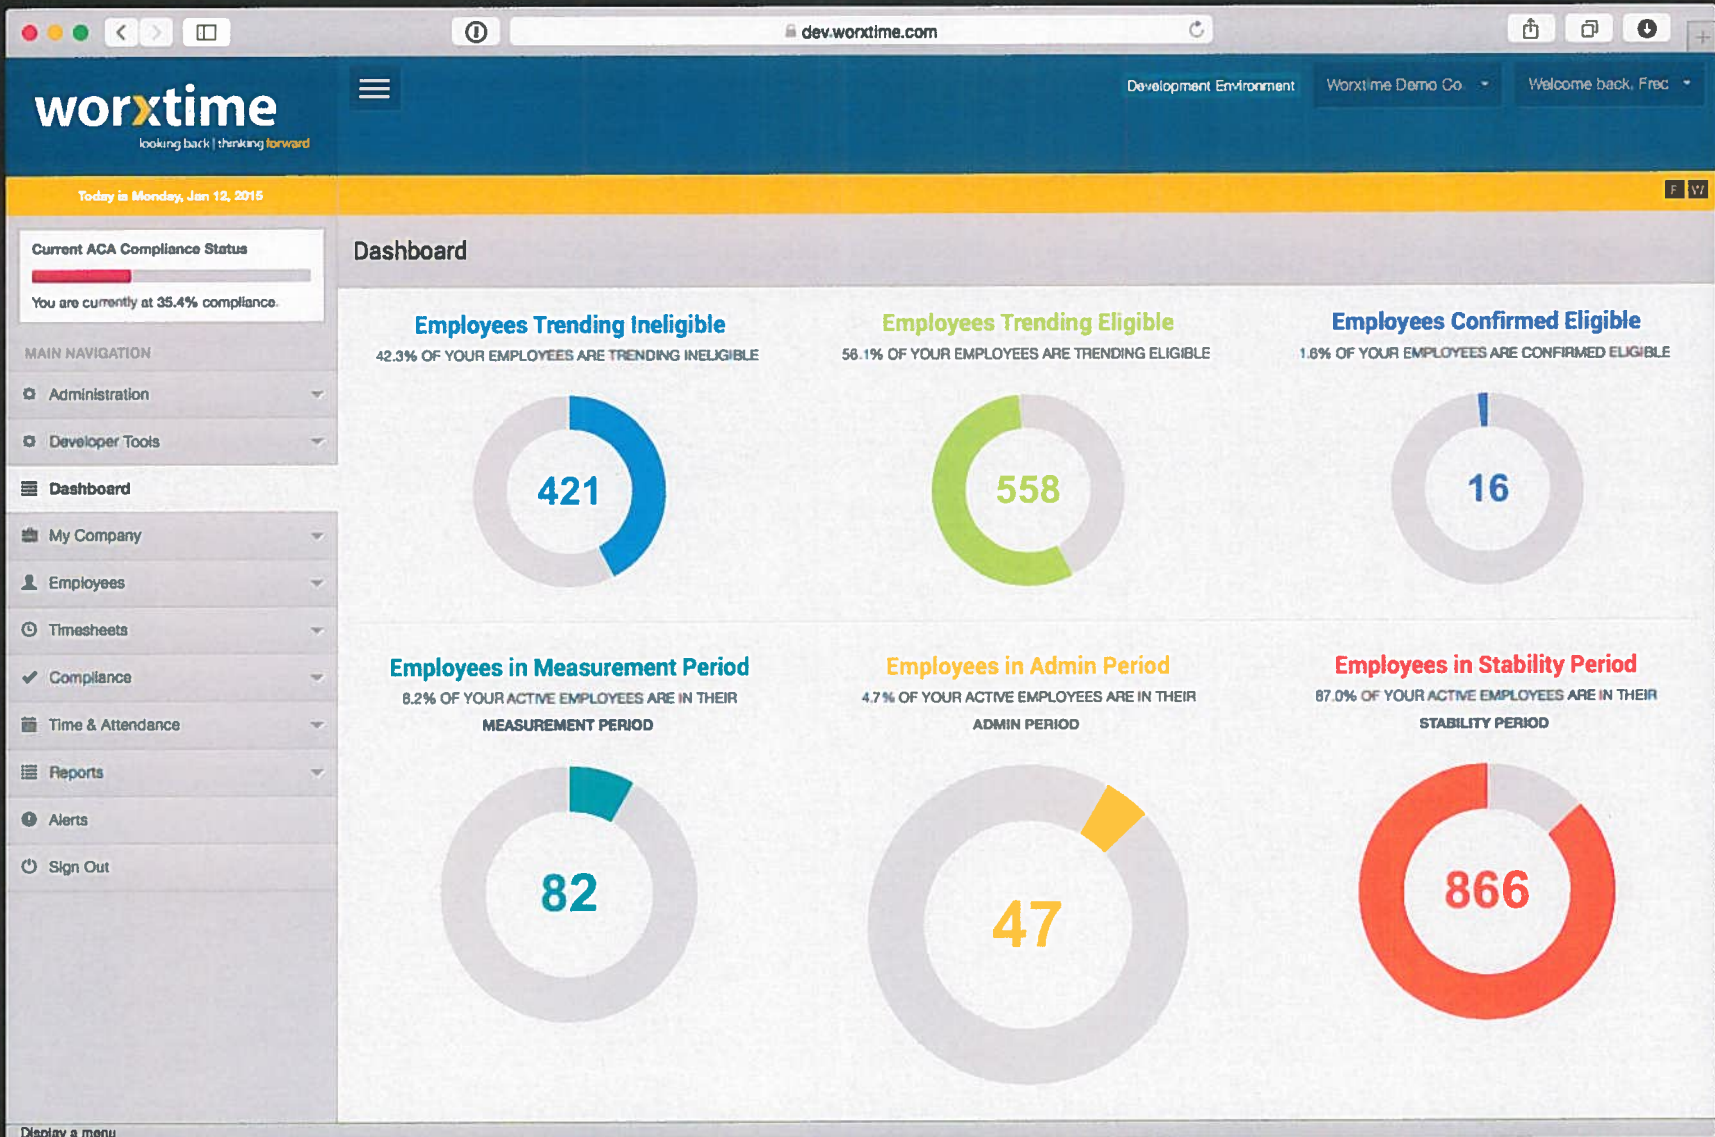 dev.worxtime.com
worxtime
looking back | thinking forward
Development Environment
Worxtime Demo Co.
Welcome back, Fred
Today is Monday, Jan 12, 2015
F W
Current ACA Compliance Status
You are currently at 35.4% compliance.
MAIN NAVIGATION
Administration
Developer Tools
Dashboard
My Company
Employees
Timesheets
Compliance
Time & Attendance
Reports
Alerts
Sign Out
Dashboard
Employees Trending Ineligible
42.3% OF YOUR EMPLOYEES ARE TRENDING INELIGIBLE
421
Employees Trending Eligible
56.1% OF YOUR EMPLOYEES ARE TRENDING ELIGIBLE
558
Employees Confirmed Eligible
1.6% OF YOUR EMPLOYEES ARE CONFIRMED ELIGIBLE
16
Employees in Measurement Period
8.2% OF YOUR ACTIVE EMPLOYEES ARE IN THEIR
MEASUREMENT PERIOD
82
Employees in Admin Period
4.7% OF YOUR ACTIVE EMPLOYEES ARE IN THEIR
ADMIN PERIOD
47
Employees in Stability Period
87.0% OF YOUR ACTIVE EMPLOYEES ARE IN THEIR
STABILITY PERIOD
866
Display a menu